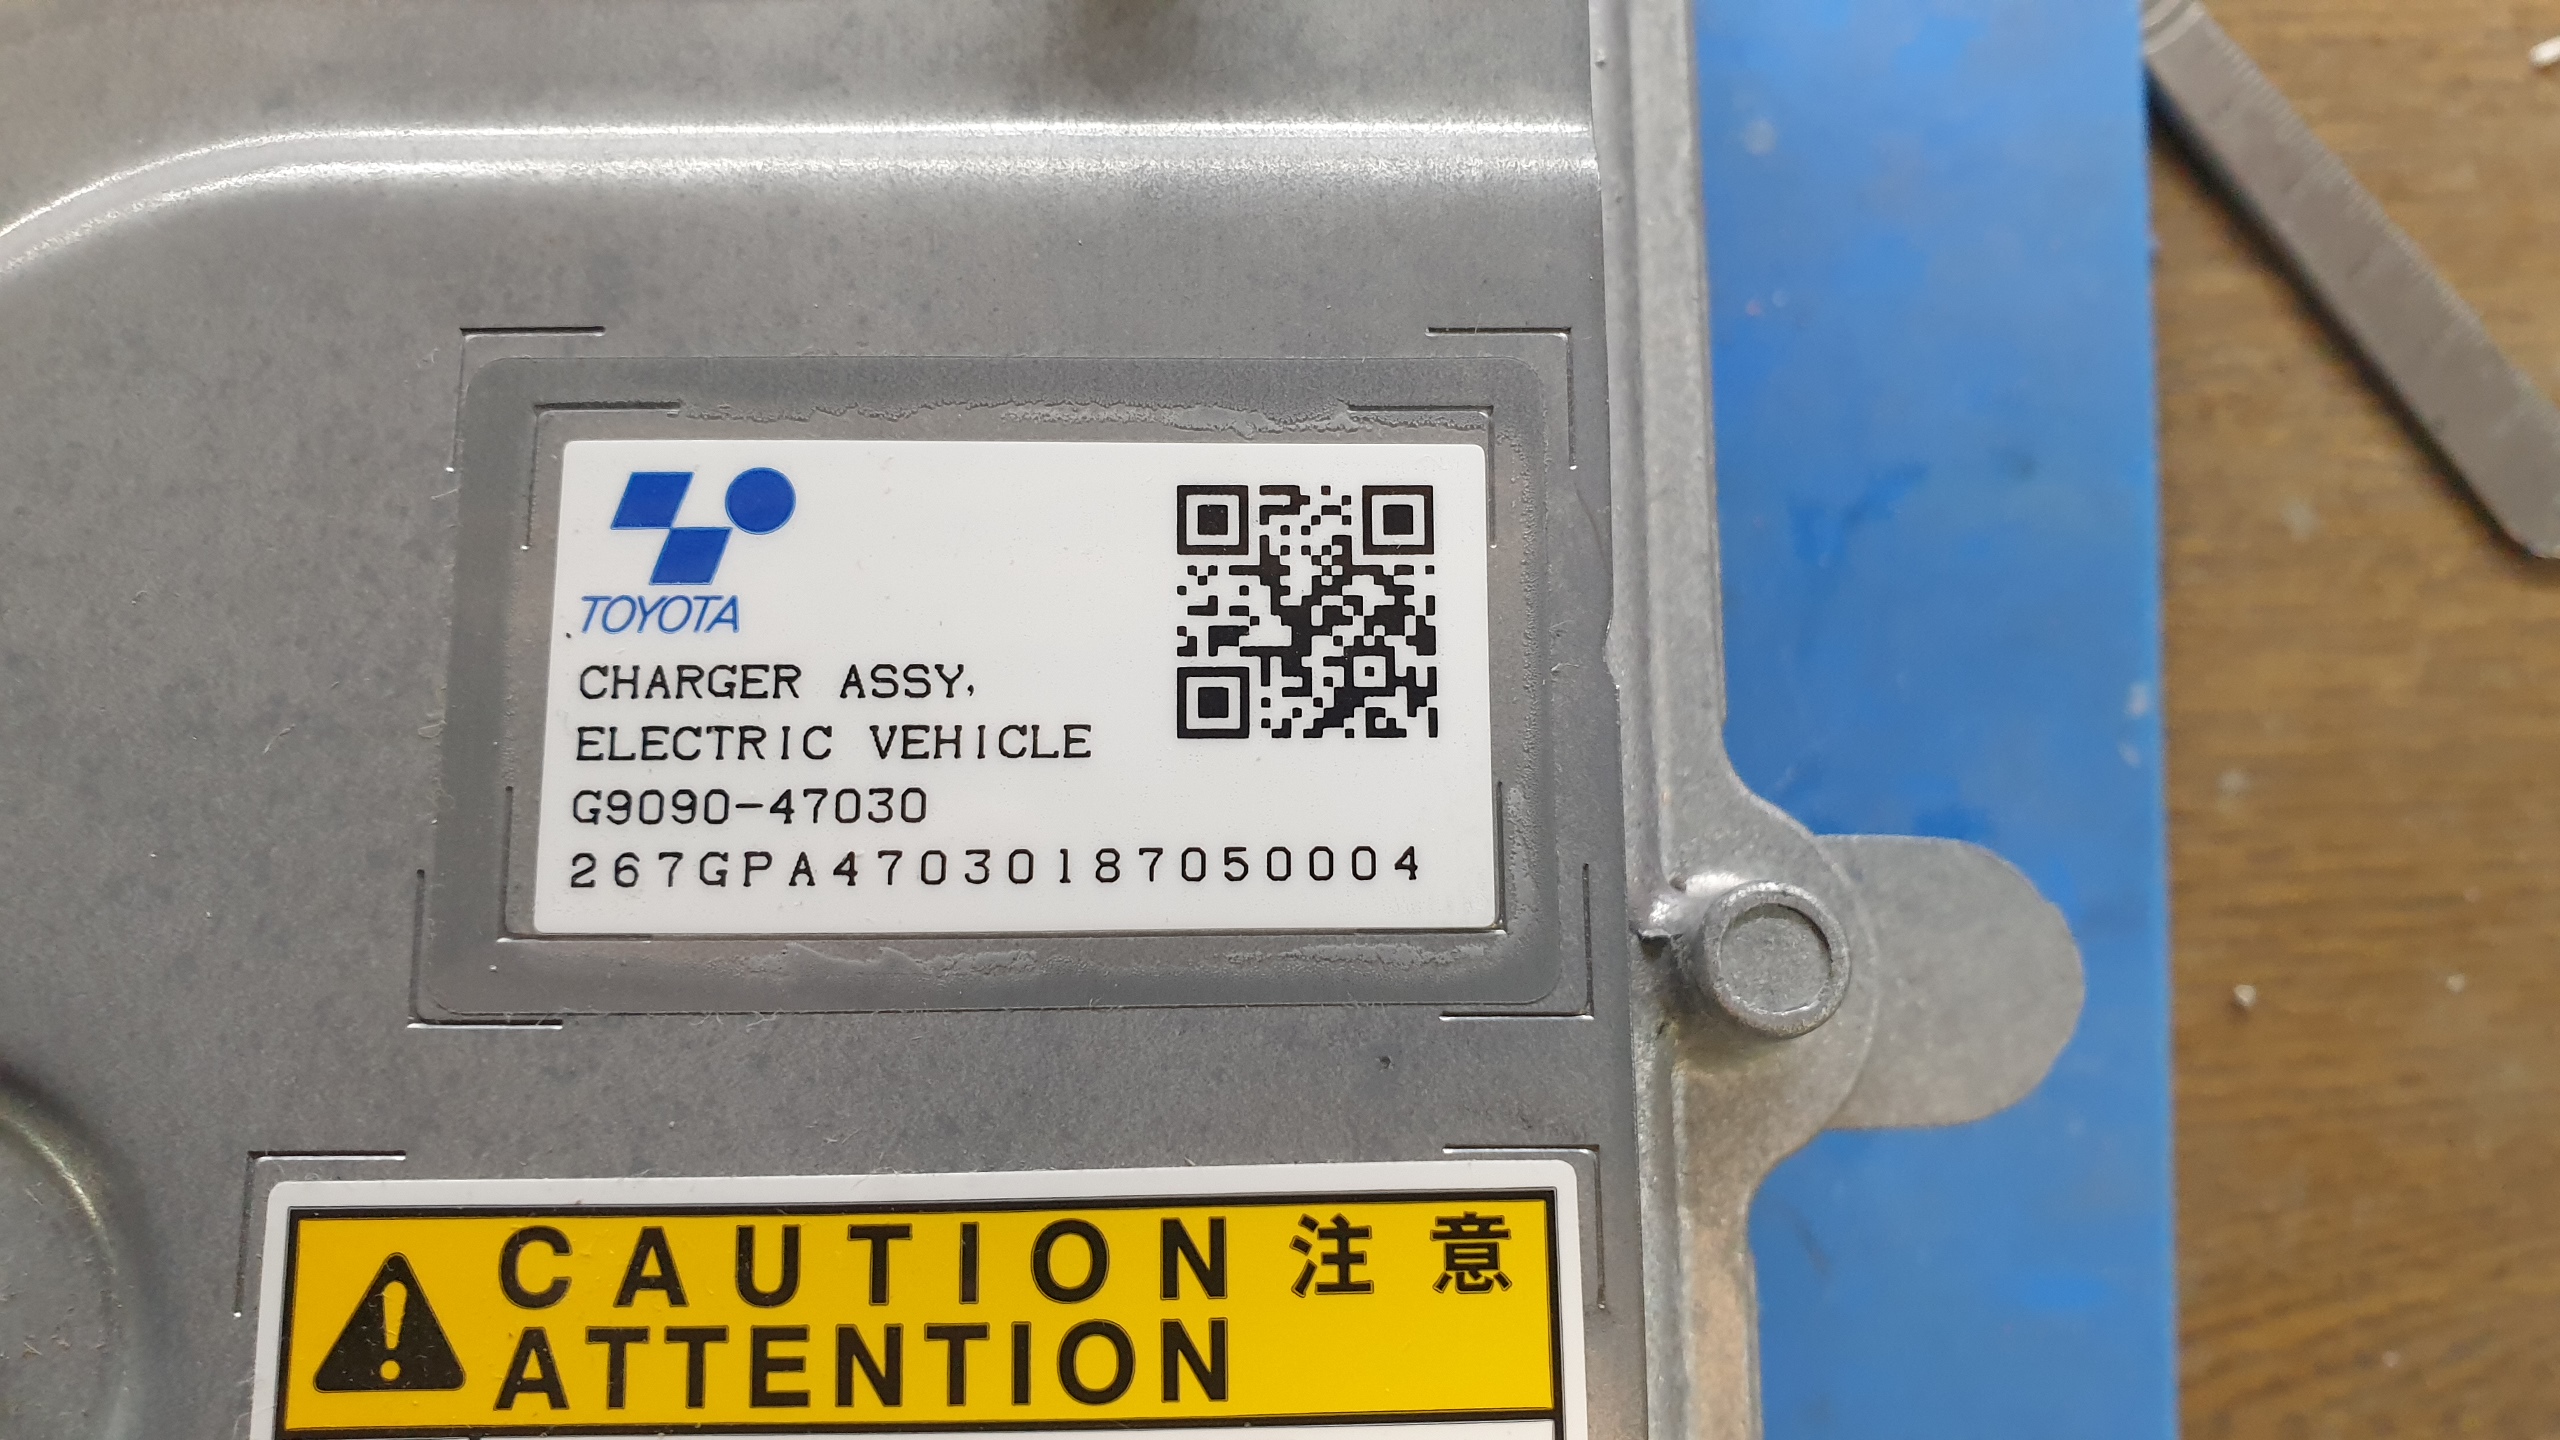 TOYOTA
CHARGER ASSY,
ELECTRIC VEHICLE
G9090-47030
267GPA47030187050004
CAUTION 注意
ATTENTION